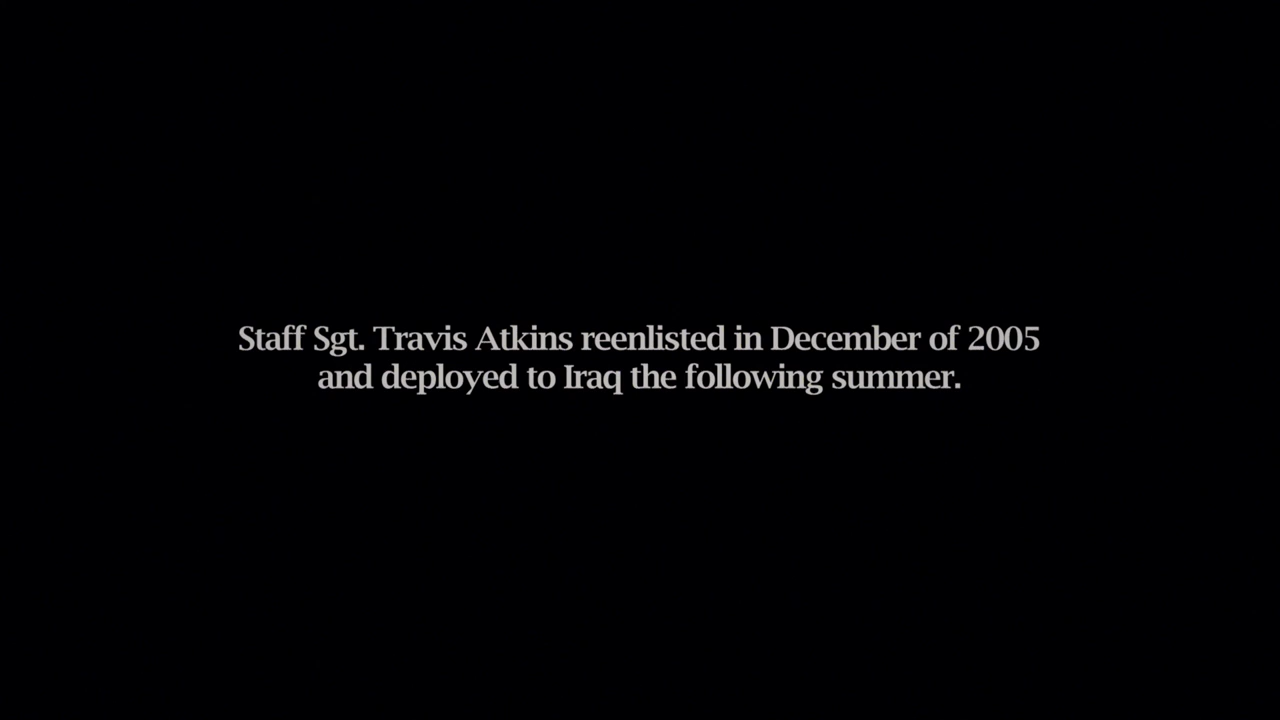 Staff Sgt. Travis Atkins reenlisted in December of 2005
and deployed to Iraq the following summer.